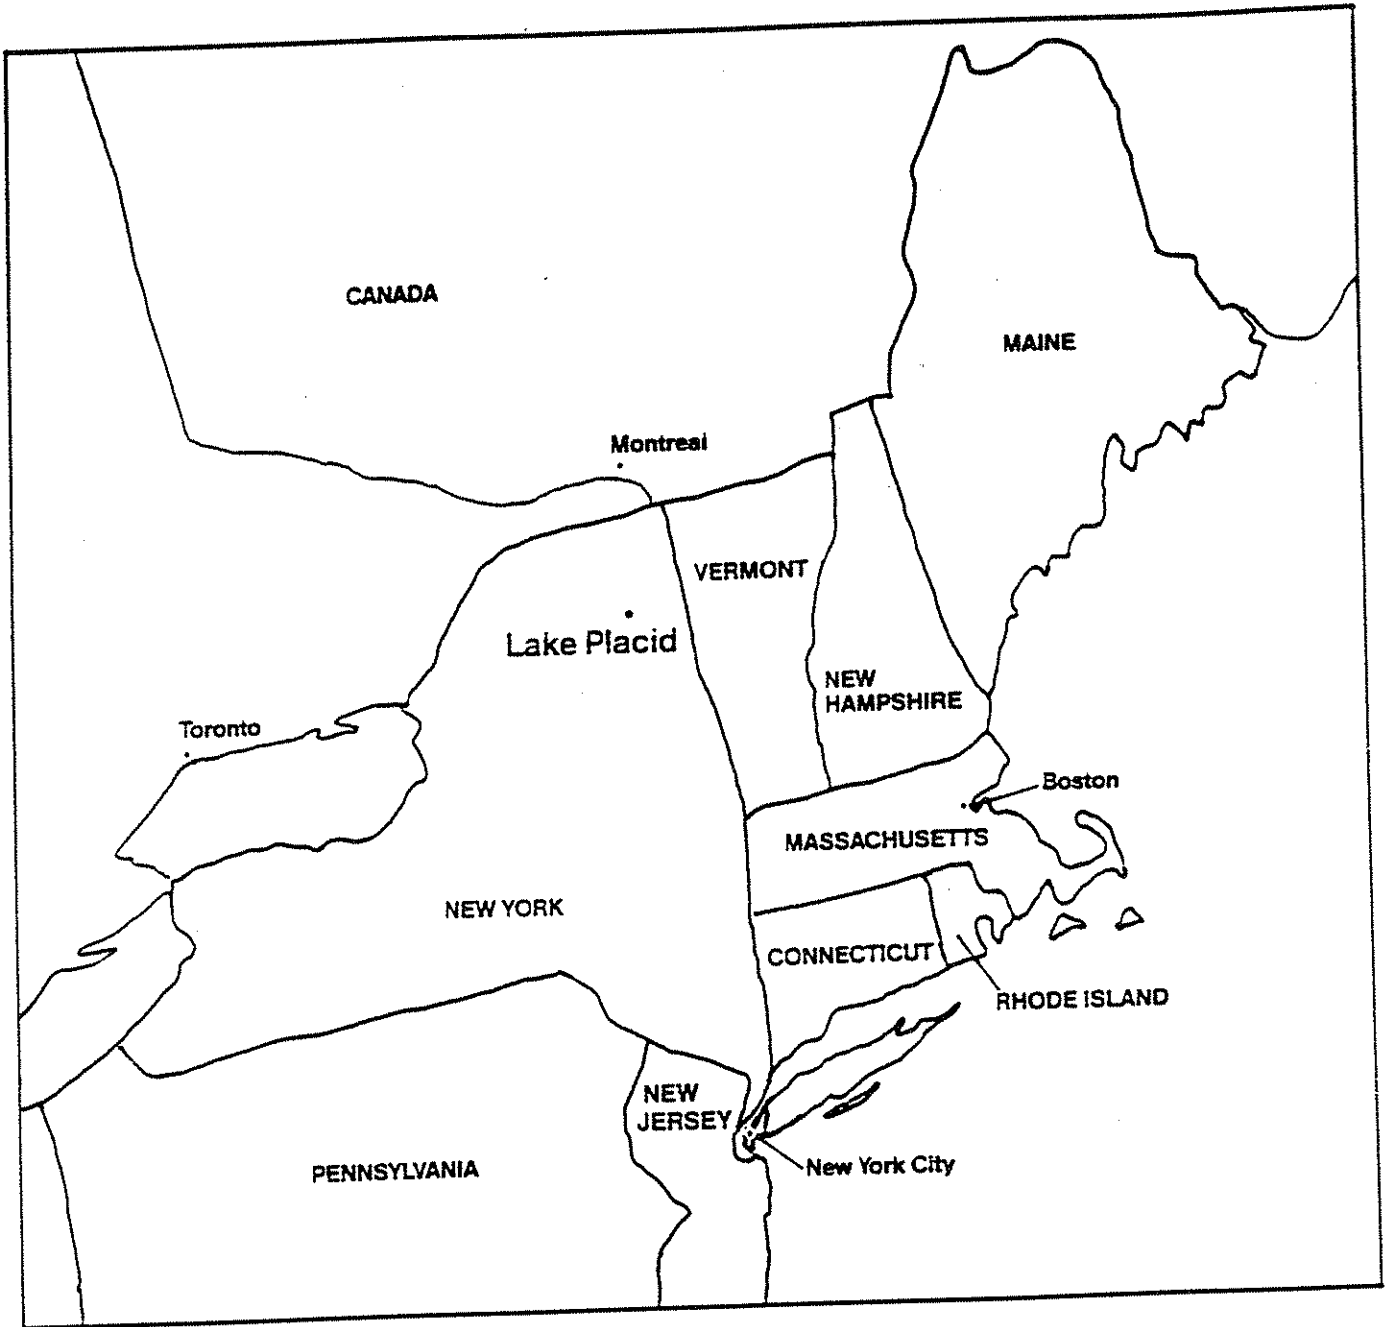 CANADA
MAINE
Montreal
VERMONT
Lake Placid
NEW
HAMPSHIRE
Toronto
Boston
MASSACHUSETTS
NEW YORK
CONNECTICUT
RHODE ISLAND
NEW
JERSEY
New York City
PENNSYLVANIA